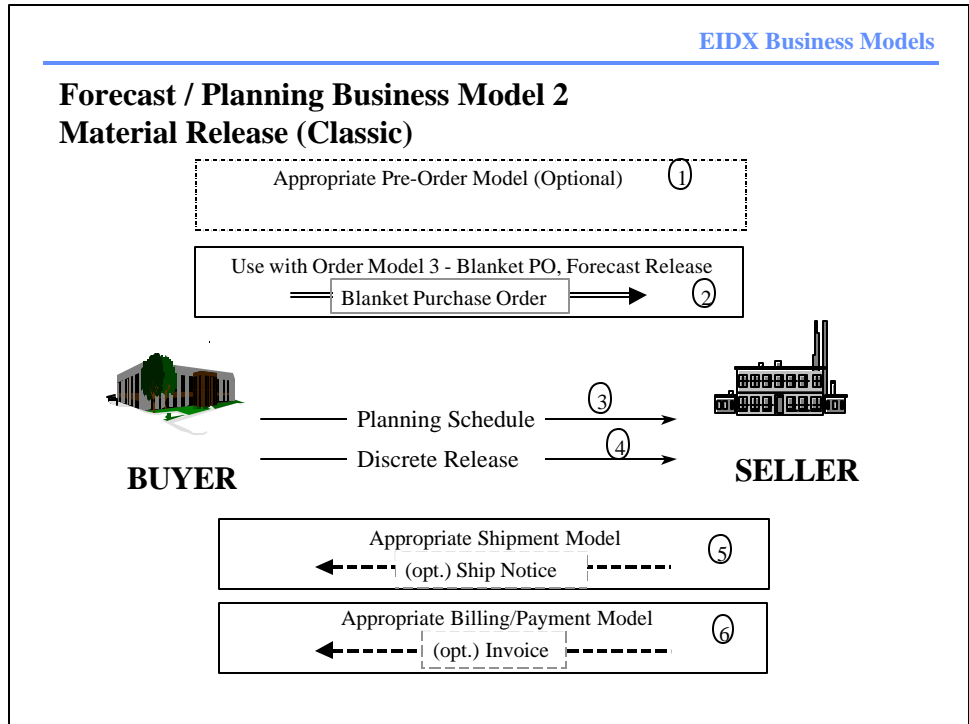 EIDX Business Models
Forecast / Planning Business Model 2
Material Release (Classic)
Appropriate Pre-Order Model (Optional) 1
Use with Order Model 3 - Blanket PO, Forecast Release
Blanket Purchase Order 2
Planning Schedule 3
Discrete Release 4
BUYER
SELLER
Appropriate Shipment Model 5
(opt.) Ship Notice
Appropriate Billing/Payment Model 6
(opt.) Invoice